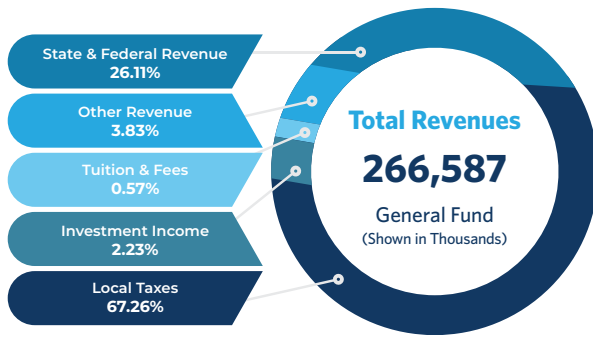 State & Federal Revenue
26.11%
Other Revenue
3.83%
Tuition & Fees
0.57%
Investment Income
2.23%
Local Taxes
67.26%
Total Revenues
266,587
General Fund
(Shown in Thousands)